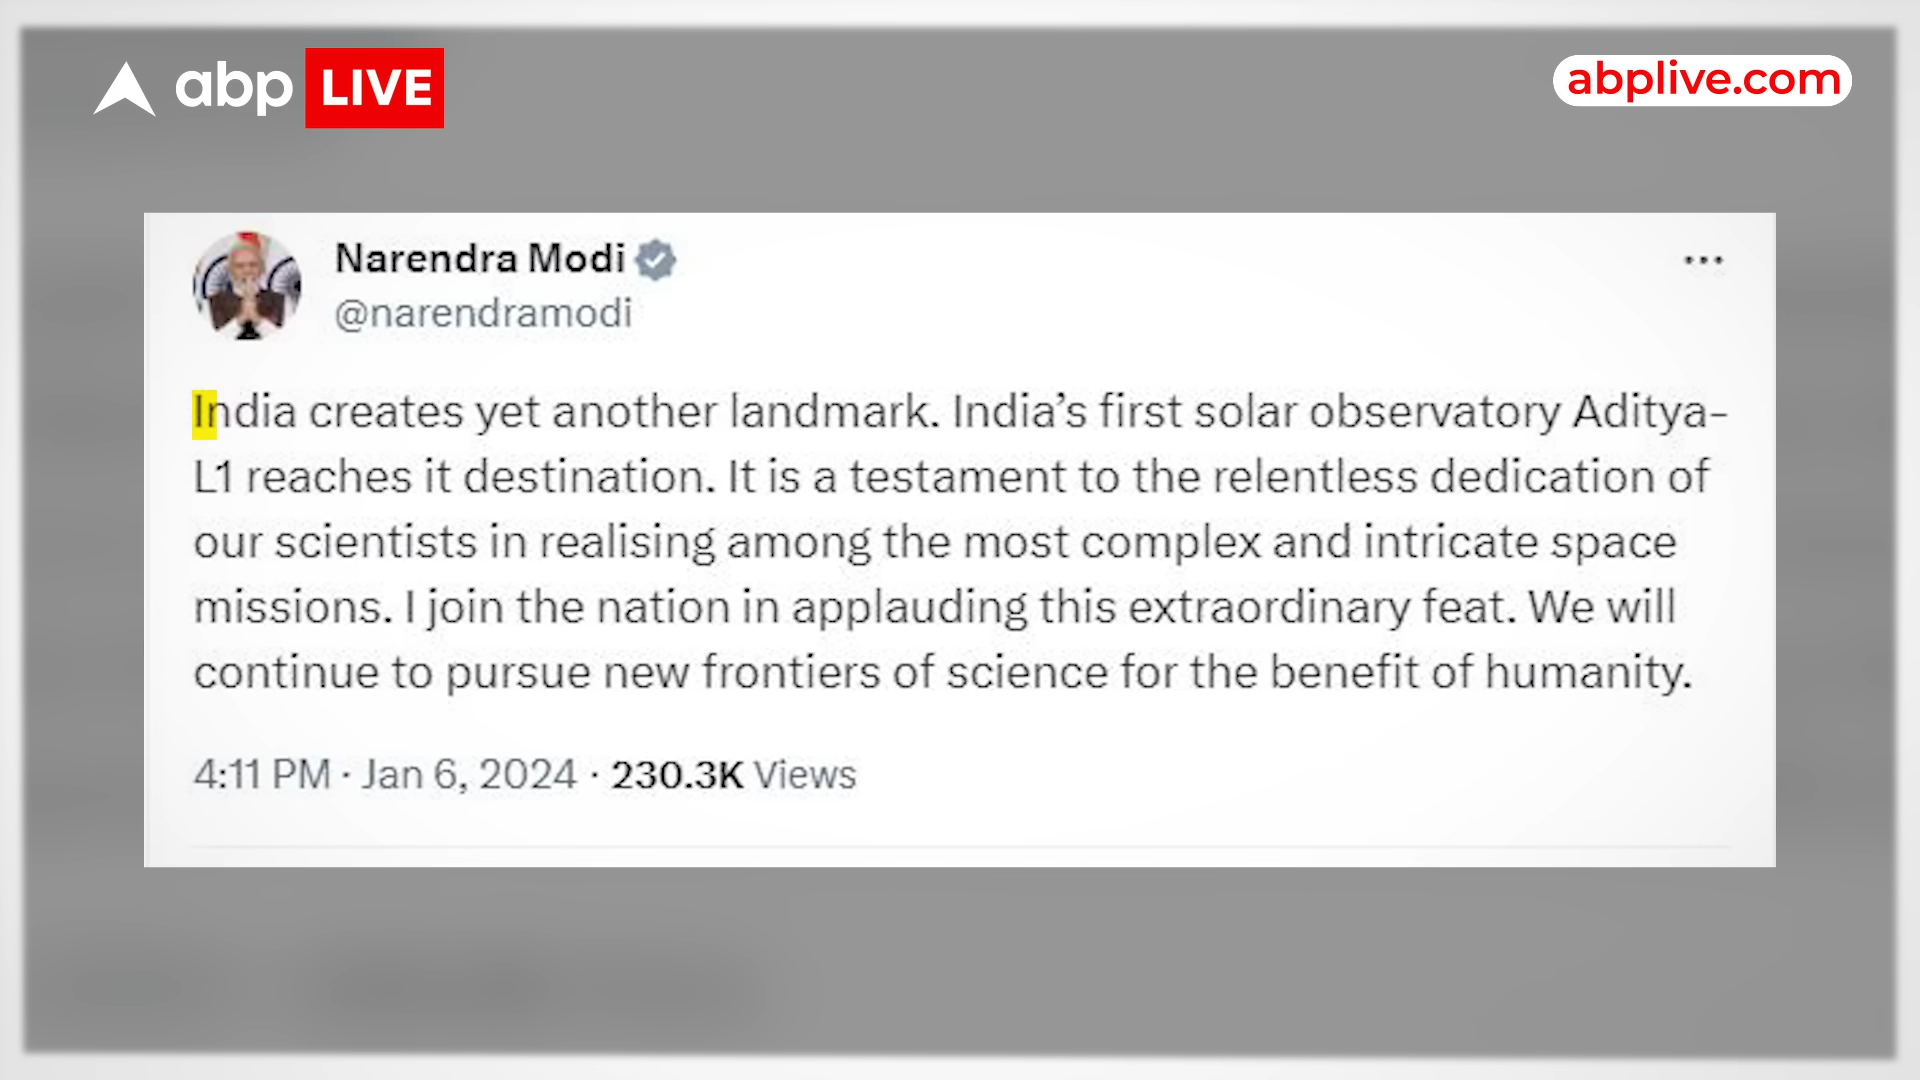 abp LIVE
abplive.com
Narendra Modi
@narendramodi
India creates yet another landmark. India’s first solar observatory Aditya-
L1 reaches it destination. It is a testament to the relentless dedication of
our scientists in realising among the most complex and intricate space
missions. I join the nation in applauding this extraordinary feat. We will
continue to pursue new frontiers of science for the benefit of humanity.
4:11 PM · Jan 6, 2024 · 230.3K Views